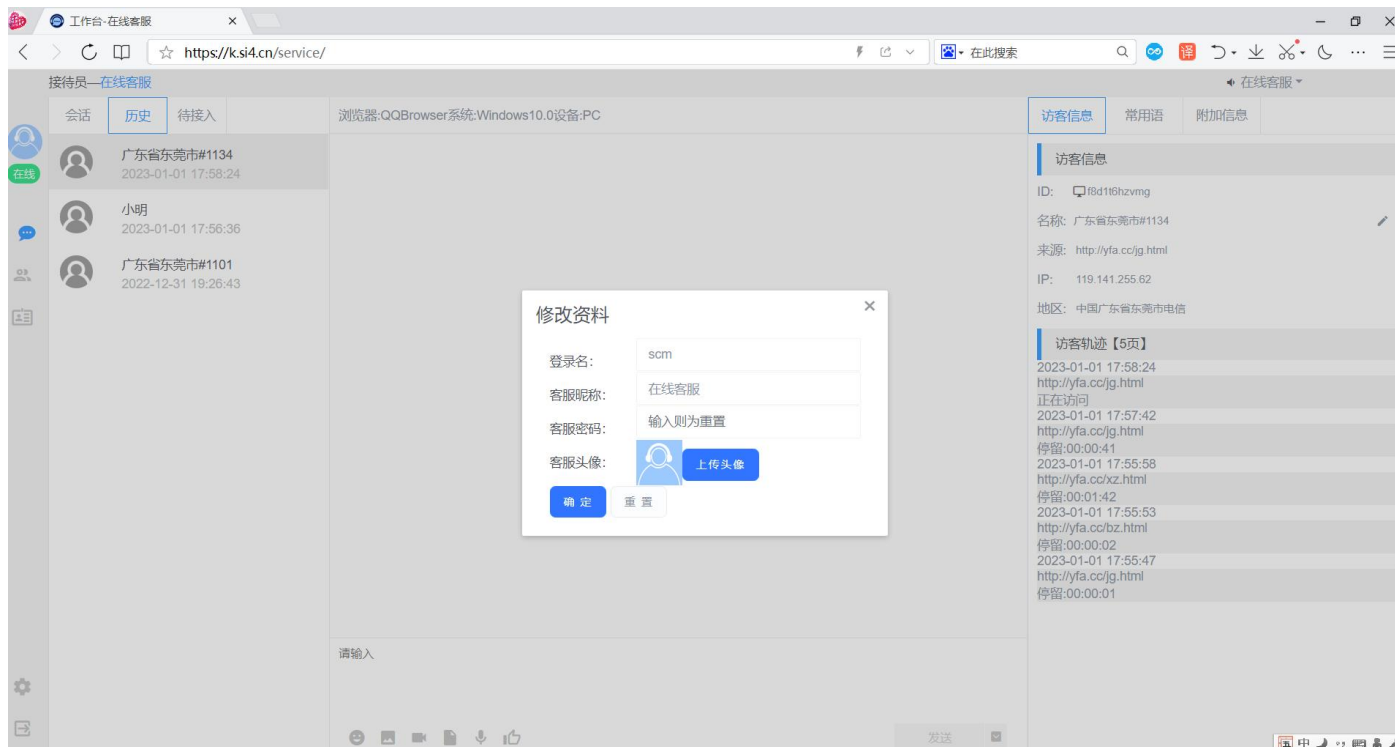 工作台-在线客服
https://k.si4.cn/service/
在此搜索
译
接待员—在线客服
在线客服
会话 历史 待接入
浏览器:QQBrowser系统:Windows10.0设备:PC
访客信息 常用语 附加信息
在线
广东省东莞市#1134
2023-01-01 17:58:24
小明
2023-01-01 17:56:36
广东省东莞市#1101
2022-12-31 19:26:43
修改资料
登录名: scm
客服昵称: 在线客服
客服密码: 输入则为重置
客服头像: 上传头像
确 定 重 置
访客信息
ID: f8d1t6hzvmg
名称: 广东省东莞市#1134
来源: http://yfa.cc/jg.html
IP: 119.141.255.62
地区: 中国广东省东莞市电信
访客轨迹【5页】
2023-01-01 17:58:24
http://yfa.cc/jg.html
正在访问
2023-01-01 17:57:42
http://yfa.cc/jg.html
停留:00:00:41
2023-01-01 17:55:58
http://yfa.cc/xz.html
停留:00:01:42
2023-01-01 17:55:53
http://yfa.cc/bz.html
停留:00:00:02
2023-01-01 17:55:47
http://yfa.cc/jg.html
停留:00:00:01
请输入
发送
五 中